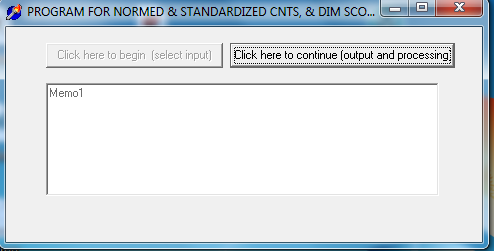 PROGRAM FOR NORMED & STANDARDIZED CNTS, & DIM SCO...
Click here to begin (select input)
Click here to continue (output and processing
Memo1